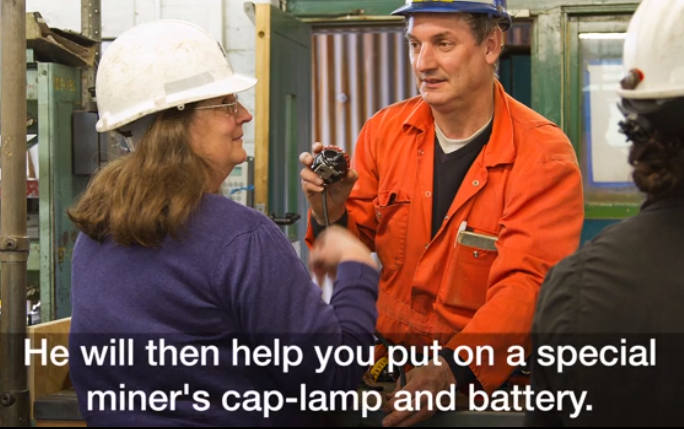 He will then help you put on a special
miner's cap-lamp and battery.